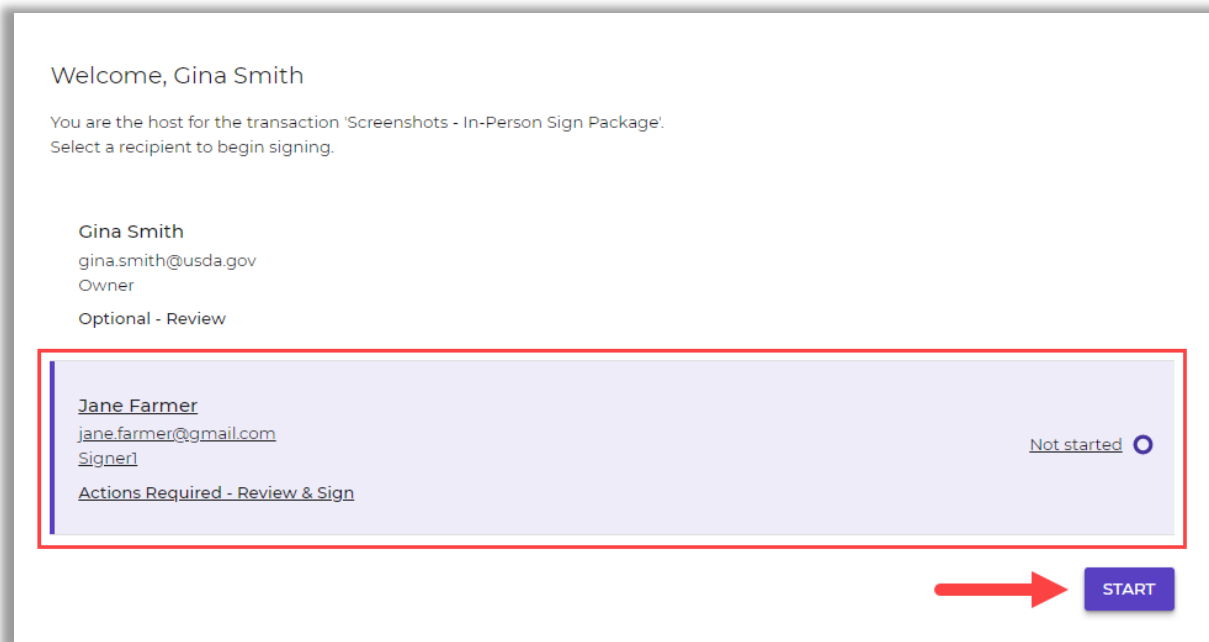 Welcome, Gina Smith
You are the host for the transaction 'Screenshots - In-Person Sign Package'.
Select a recipient to begin signing.
Gina Smith
gina.smith@usda.gov
Owner
Optional - Review
Jane Farmer
jane.farmer@gmail.com
Signer1
Not started
Actions Required - Review & Sign
START